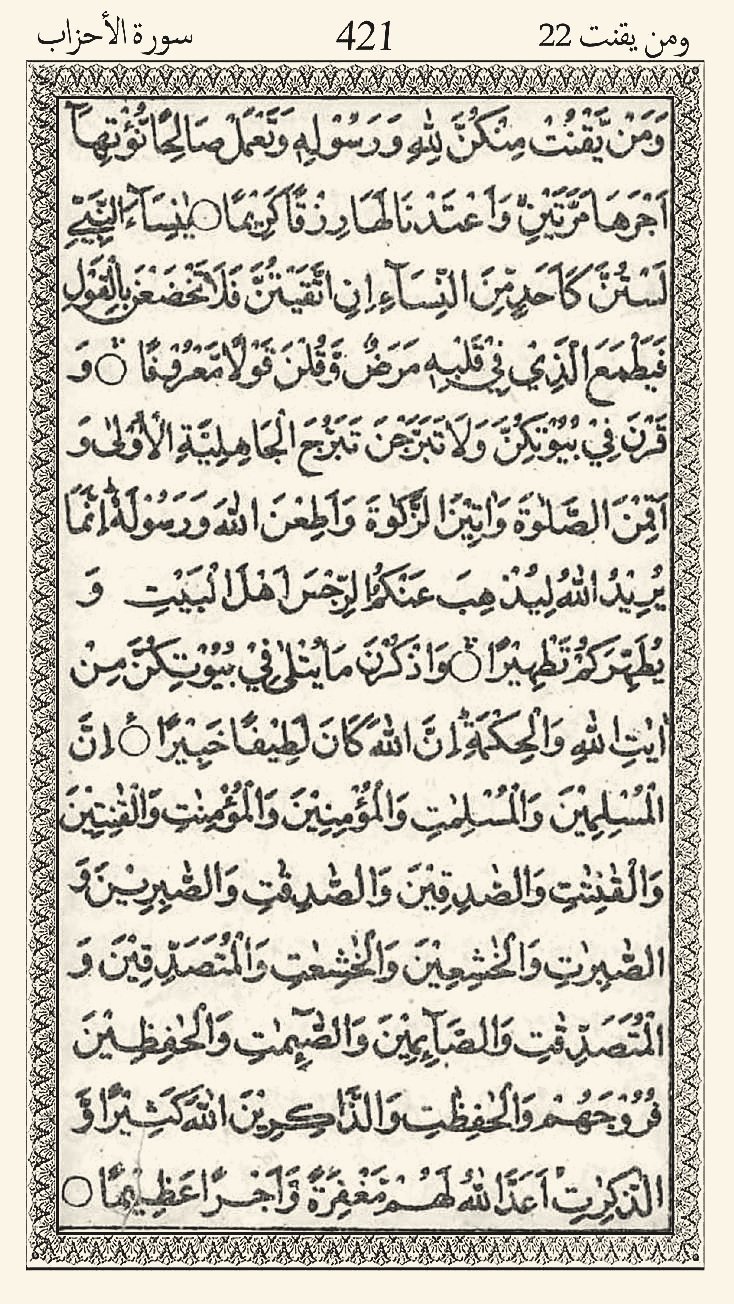 ومن يقنت 22 421 سورة الأحزاب
وَمَنْ يَّقْنُتْ مِنْكُنَّ لِلّٰهِ وَرَسُوْلِهٖ وَتَعْمَلْ صَالِحًا نُّؤْتِهَاۤ
اَجْرَهَا مَرَّتَيْنِ ۙ وَاَعْتَدْنَا لَهَا رِزْقًا كَرِيْمًا ۝ يٰنِسَآءَ النَّبِيِّ
لَسْتُنَّ كَاَحَدٍ مِّنَ النِّسَآءِ اِنِ اتَّقَيْتُنَّ فَلَا تَخْضَعْنَ بِالْقَوْلِ
فَيَطْمَعَ الَّذِيْ فِيْ قَلْبِهٖ مَرَضٌ وَّقُلْنَ قَوْلًا مَّعْرُوْفًا ۝ وَ
قَرْنَ فِيْ بُيُوْتِكُنَّ وَلَا تَبَرَّجْنَ تَبَرُّجَ الْجَاهِلِيَّةِ الْاُوْلٰى وَ
اَقِمْنَ الصَّلٰوةَ وَاٰتِيْنَ الزَّكٰوةَ وَاَطِعْنَ اللّٰهَ وَرَسُوْلَهٗ ؕ اِنَّمَا
يُرِيْدُ اللّٰهُ لِيُذْهِبَ عَنْكُمُ الرِّجْسَ اَهْلَ الْبَيْتِ وَ
يُطَهِّرَكُمْ تَطْهِيْرًا ۝ وَاذْكُرْنَ مَا يُتْلٰى فِيْ بُيُوْتِكُنَّ مِنْ
اٰيٰتِ اللّٰهِ وَالْحِكْمَةِ ؕ اِنَّ اللّٰهَ كَانَ لَطِيْفًا خَبِيْرًا ۝ اِنَّ
الْمُسْلِمِيْنَ وَالْمُسْلِمٰتِ وَالْمُؤْمِنِيْنَ وَالْمُؤْمِنٰتِ وَالْقٰنِتِيْنَ
وَالْقٰنِتٰتِ وَالصّٰدِقِيْنَ وَالصّٰدِقٰتِ وَالصّٰبِرِيْنَ وَ
الصّٰبِرٰتِ وَالْخٰشِعِيْنَ وَالْخٰشِعٰتِ وَالْمُتَصَدِّقِيْنَ وَ
الْمُتَصَدِّقٰتِ وَالصَّآىِٕمِيْنَ وَالصّٰٓىِٕمٰتِ وَالْحٰفِظِيْنَ
فُرُوْجَهُمْ وَالْحٰفِظٰتِ وَالذَّاكِرِيْنَ اللّٰهَ كَثِيْرًا وَّ
الذّٰكِرٰتِ اَعَدَّ اللّٰهُ لَهُمْ مَّغْفِرَةً وَّاَجْرًا عَظِيْمًا ۝